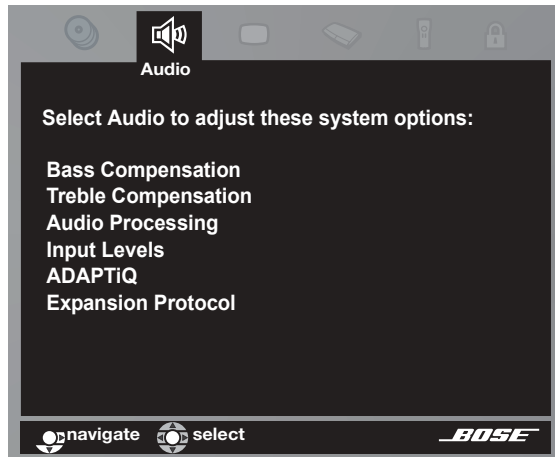 Audio
Select Audio to adjust these system options:
Bass Compensation
Treble Compensation
Audio Processing
Input Levels
ADAPTiQ
Expansion Protocol
navigate select BOSE